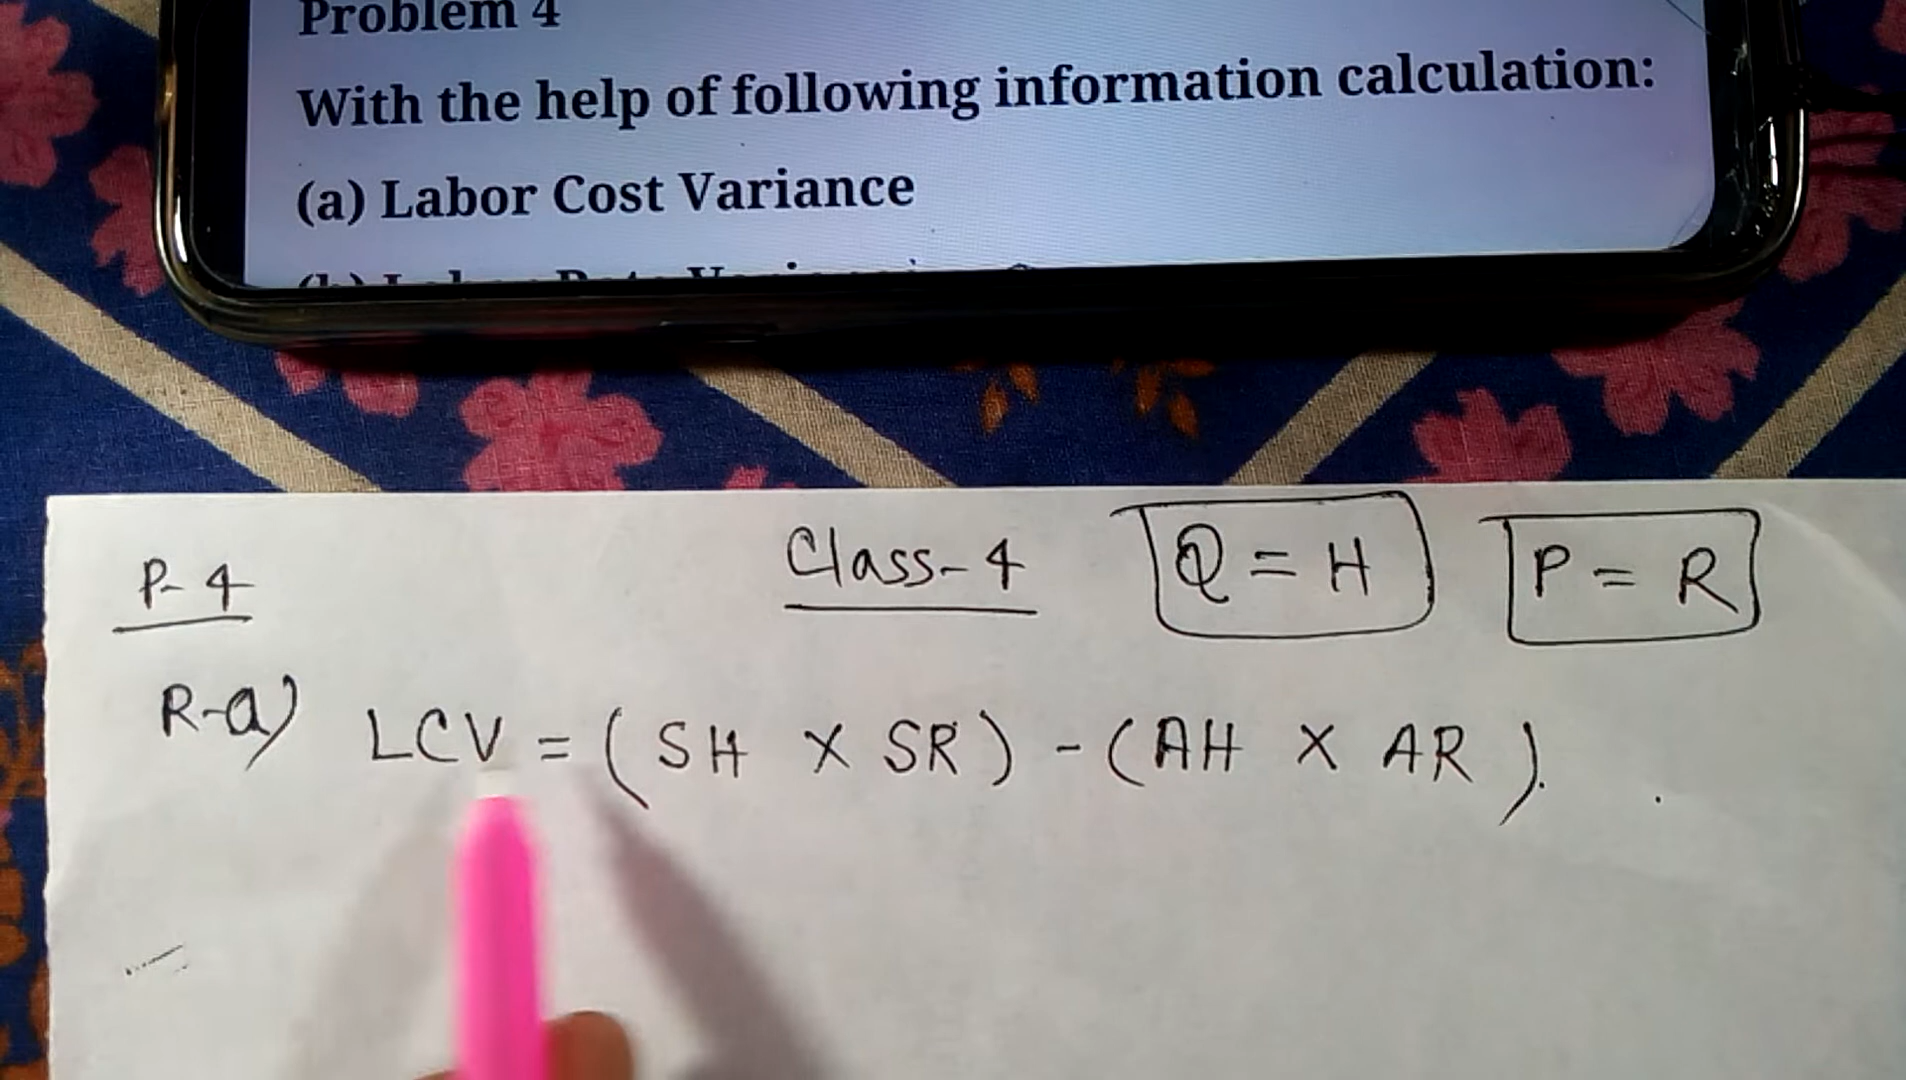 Problem 4
With the help of following information calculation:
(a) Labor Cost Variance
P-4
Class-4
Q = H
P = R
R-a) LCV = (SH X SR) - (AH X AR).